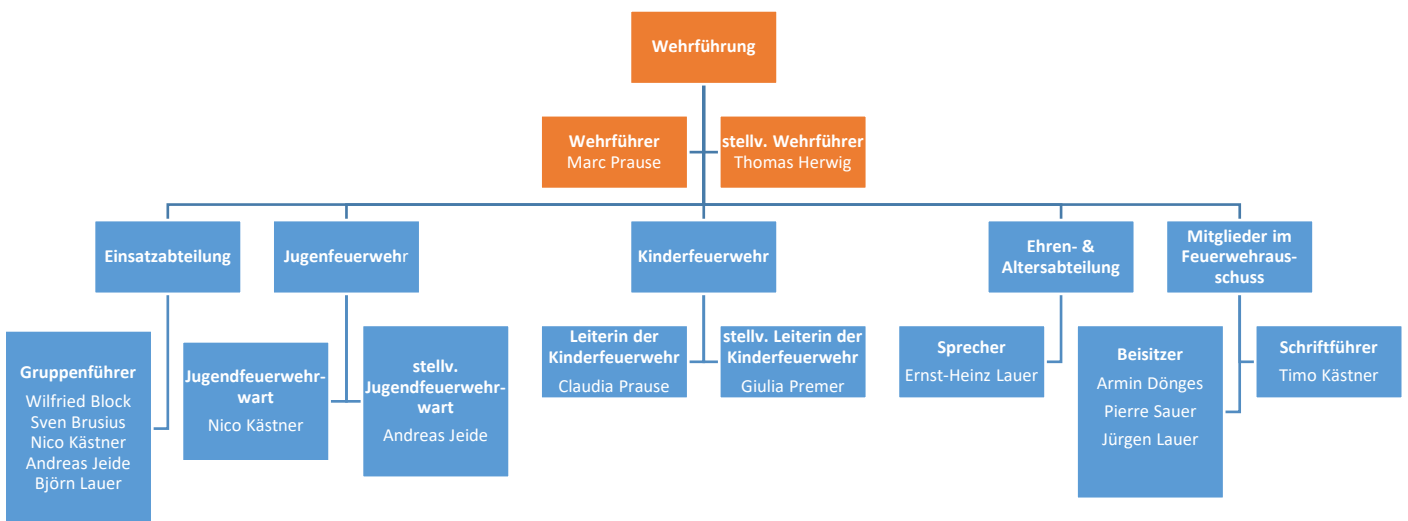 Wehrführung
Wehrführer
Marc Prause
stellv. Wehrführer
Thomas Herwig
Einsatzabteilung
Jugenfeuerwehr
Kinderfeuerwehr
Ehren- &
Altersabteilung
Mitglieder im
Feuerwehraus-
schuss
Gruppenführer
Wilfried Block
Sven Brusius
Nico Kästner
Andreas Jeide
Björn Lauer
Jugendfeuerwehr-
wart
Nico Kästner
stellv.
Jugendfeuerwehr-
wart
Andreas Jeide
Leiterin der
Kinderfeuerwehr
Claudia Prause
stellv. Leiterin der
Kinderfeuerwehr
Giulia Premer
Sprecher
Ernst-Heinz Lauer
Beisitzer
Armin Dönges
Pierre Sauer
Jürgen Lauer
Schriftführer
Timo Kästner